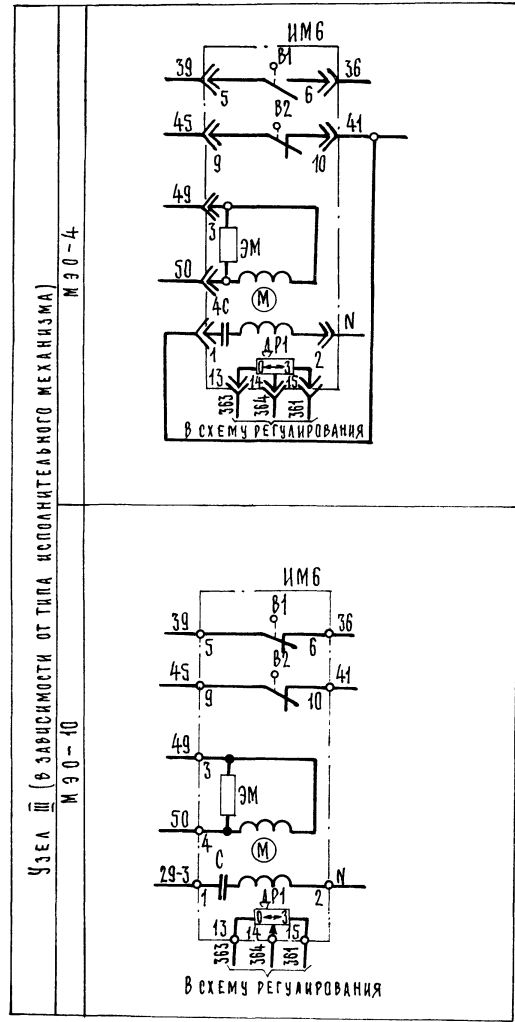 УЗЕЛ III (В ЗАВИСИМОСТИ ОТ ТИПА ИСПОЛНИТЕЛЬНОГО МЕХАНИЗМА)
МЭО-4
ИМ6
В1
39 5 6 36
В2
45 9 10 41
49 3
ЭМ
50 4
С М
1 2 N
ДР1
0 3
13 14 15
363 364 361
В СХЕМУ РЕГУЛИРОВАНИЯ
МЭО-10
ИМ6
В1
39 5 6 36
В2
45 9 10 41
49 3
ЭМ
50 4
С М
29-3 1 2 N
ДР1
0 3
13 14 15
363 364 361
В СХЕМУ РЕГУЛИРОВАНИЯ